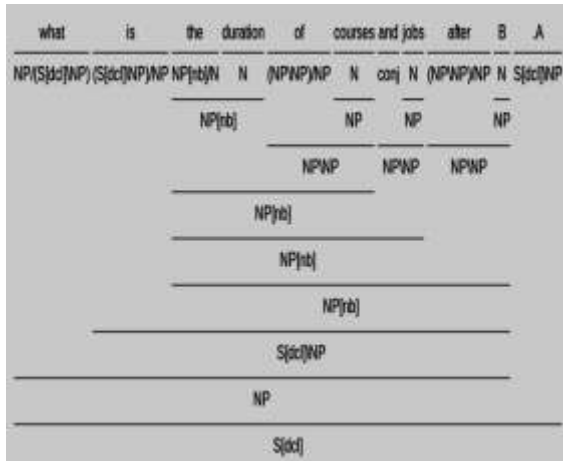 what is the duration of courses and jobs after B .A
NP/(S[dcl]\NP) (S[dcl]\NP)/NP NP[nb]/N N (NP\NP)/NP N conj N (NP\NP)/NP N S[dcl]\NP
NP[nb] NP NP NP
NP\NP NP\NP NP\NP
NP[nb]
NP[nb]
NP[nb]
S[dcl]\NP
NP
S[dcl]